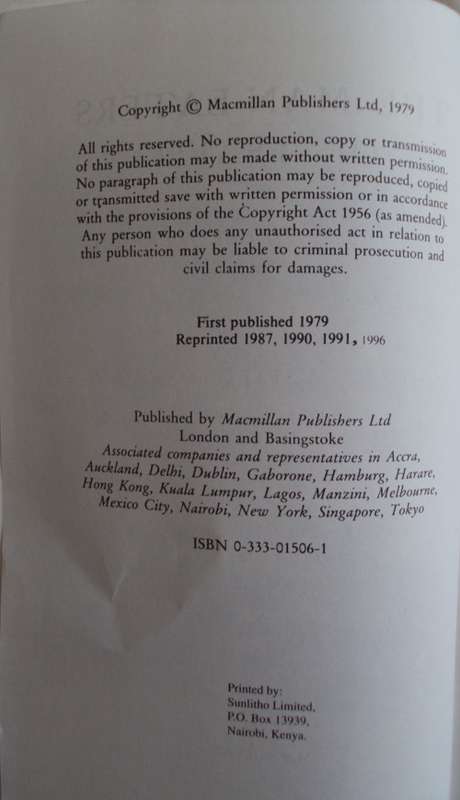 Copyright © Macmillan Publishers Ltd, 1979
All rights reserved. No reproduction, copy or transmission
of this publication may be made without written permission.
No paragraph of this publication may be reproduced, copied
or transmitted save with written permission or in accordance
with the provisions of the Copyright Act 1956 (as amended).
Any person who does any unauthorised act in relation to
this publication may be liable to criminal prosecution and
civil claims for damages.
First published 1979
Reprinted 1987, 1990, 1991, 1996
Published by Macmillan Publishers Ltd
London and Basingstoke
Associated companies and representatives in Accra,
Auckland, Delhi, Dublin, Gaborone, Hamburg, Harare,
Hong Kong, Kuala Lumpur, Lagos, Manzini, Melbourne,
Mexico City, Nairobi, New York, Singapore, Tokyo
ISBN 0-333-01506-1
Printed by:
Sunlitho Limited,
P.O. Box 13939,
Nairobi, Kenya.